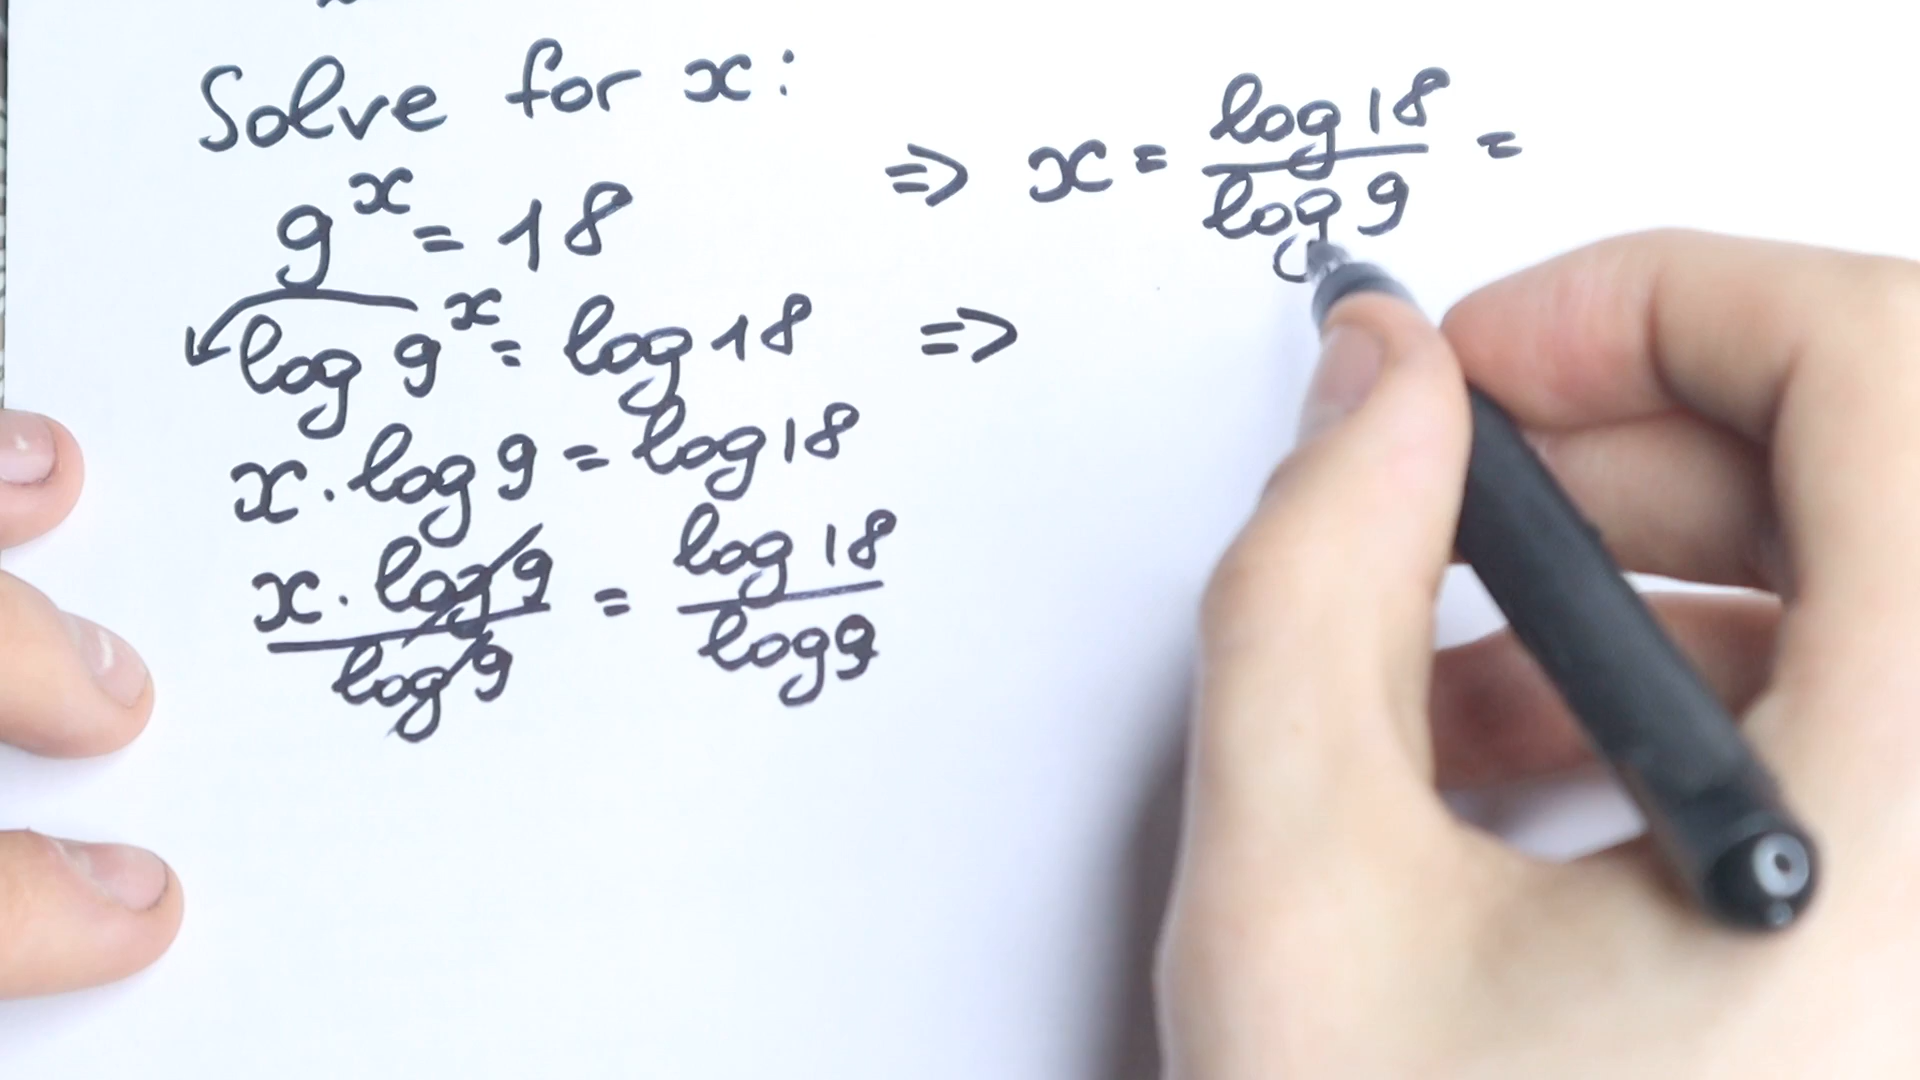 Solve for x:
9^x = 18
log 9^x = log 18 =>
x · log 9 = log 18
x · log 9 / log 9 = log 18 / log 9
=> x = log 18 / log 9 =